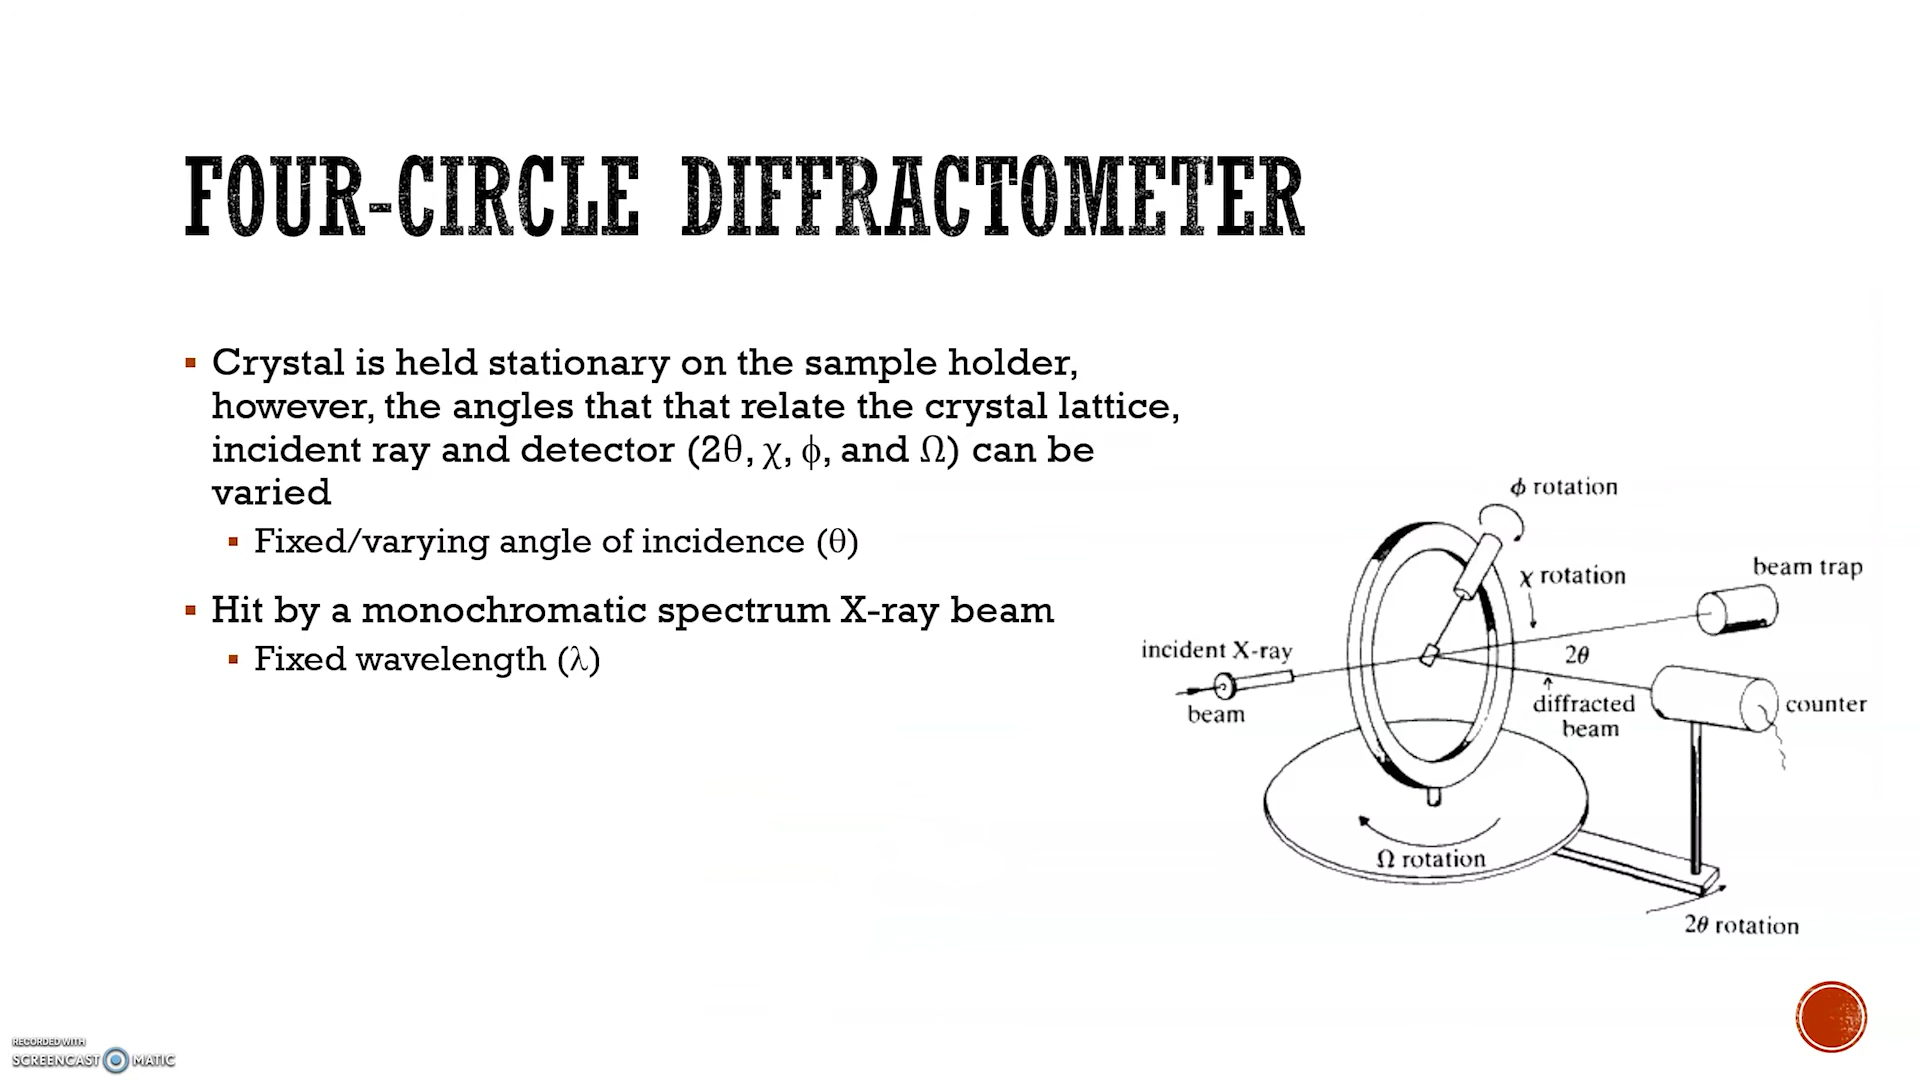 FOUR-CIRCLE DIFFRACTOMETER
▪ Crystal is held stationary on the sample holder,
however, the angles that that relate the crystal lattice,
incident ray and detector (2θ, χ, ϕ, and Ω) can be
varied
▪ Fixed/varying angle of incidence (θ)
▪ Hit by a monochromatic spectrum X-ray beam
▪ Fixed wavelength (λ)
ϕ rotation
χ rotation
beam trap
incident X-ray
beam
2θ
diffracted
beam
counter
Ω rotation
2θ rotation
RECORDED WITH
SCREENCAST MATIC